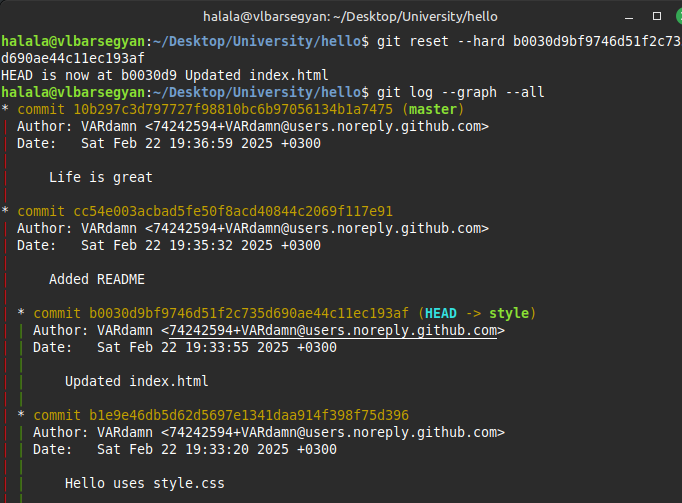 halala@vlbarsegyan: ~/Desktop/University/hello
halala@vlbarsegyan:~/Desktop/University/hello$ git reset --hard b0030d9bf9746d51f2c73
d690ae44c11ec193af
HEAD is now at b0030d9 Updated index.html
halala@vlbarsegyan:~/Desktop/University/hello$ git log --graph --all
* commit 10b297c3d797727f98810bc6b97056134b1a7475 (master)
| Author: VARdamn <74242594+VARdamn@users.noreply.github.com>
| Date:   Sat Feb 22 19:36:59 2025 +0300
|
|     Life is great
|
* commit cc54e003acbad5fe50f8acd40844c2069f117e91
| Author: VARdamn <74242594+VARdamn@users.noreply.github.com>
| Date:   Sat Feb 22 19:35:32 2025 +0300
|
|     Added README
|
| * commit b0030d9bf9746d51f2c735d690ae44c11ec193af (HEAD -> style)
| | Author: VARdamn <74242594+VARdamn@users.noreply.github.com>
| | Date:   Sat Feb 22 19:33:55 2025 +0300
| |
| |     Updated index.html
| |
| * commit b1e9e46db5d62d5697e1341daa914f398f75d396
| | Author: VARdamn <74242594+VARdamn@users.noreply.github.com>
| | Date:   Sat Feb 22 19:33:20 2025 +0300
| |
| |     Hello uses style.css
| |